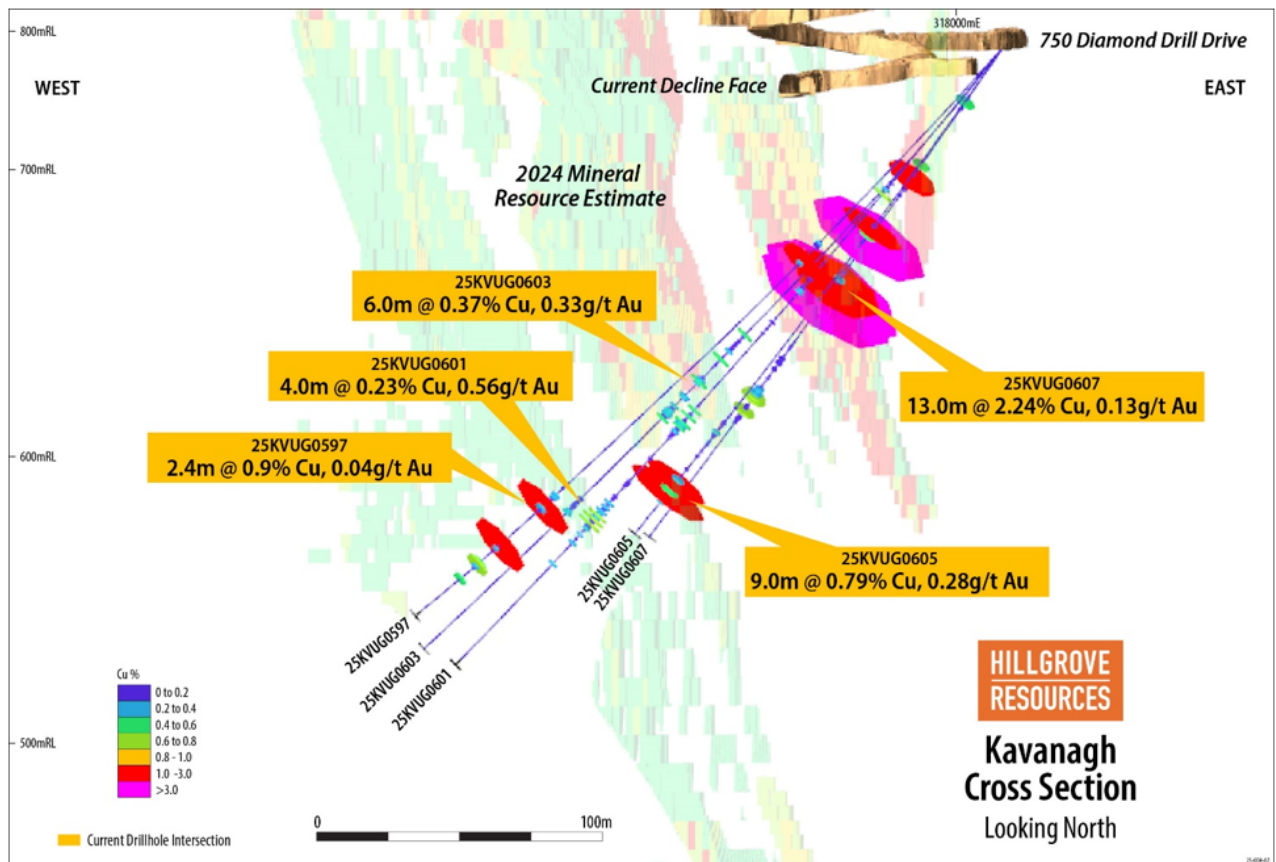 800mRL
318000mE
750 Diamond Drill Drive
WEST
Current Decline Face
EAST
700mRL
2024 Mineral
Resource Estimate
25KVUG0603
6.0m @ 0.37% Cu, 0.33g/t Au
25KVUG0601
4.0m @ 0.23% Cu, 0.56g/t Au
25KVUG0607
13.0m @ 2.24% Cu, 0.13g/t Au
25KVUG0597
2.4m @ 0.9% Cu, 0.04g/t Au
600mRL
25KVUG0605
9.0m @ 0.79% Cu, 0.28g/t Au
25KVUG0605
25KVUG0607
25KVUG0597
25KVUG0603
25KVUG0601
500mRL
Cu %
0 to 0.2
0.2 to 0.4
0.4 to 0.6
0.6 to 0.8
0.8 - 1.0
1.0 -3.0
>3.0
Current Drillhole Intersection
0
100m
HILLGROVE
RESOURCES
Kavanagh
Cross Section
Looking North